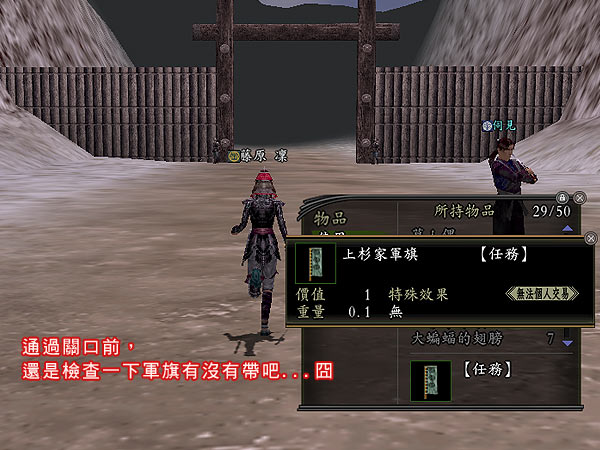 伺見
藤原 凜
所持物品 29/50
物品
上杉家軍旗 【任務】
價值 1 特殊效果 無法個人交易
重量 0.1 無
大蝙蝠的翅膀 7
【任務】
通過關口前，
還是檢查一下軍旗有沒有帶吧...囧